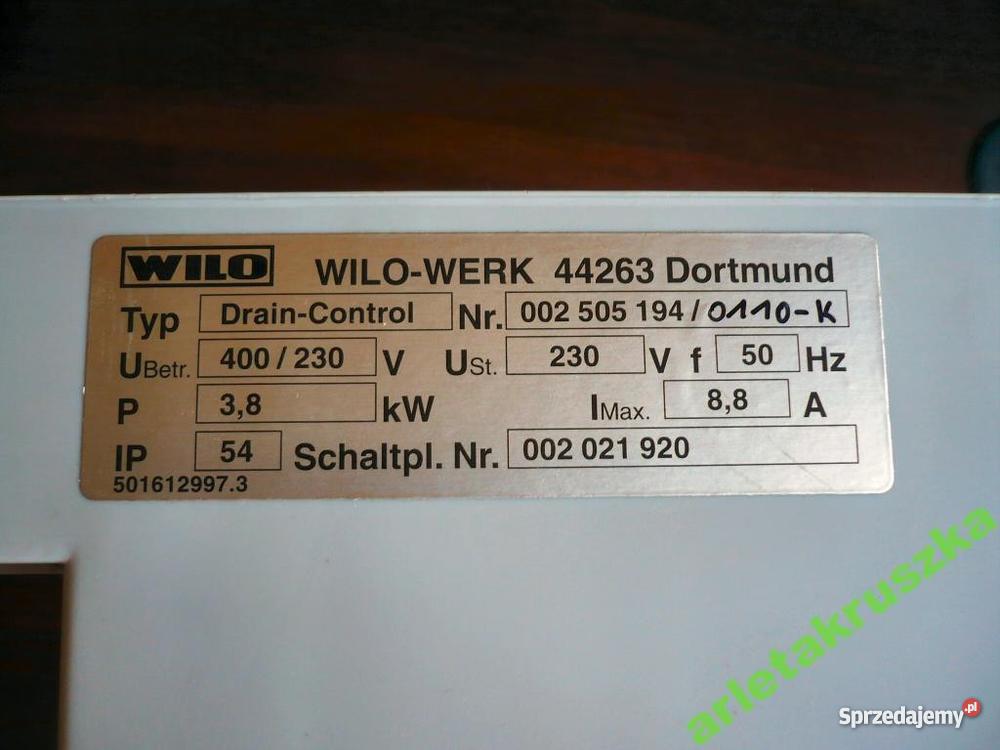 WILO WILO-WERK 44263 Dortmund
Typ Drain-Control Nr. 002 505 194 / 0110-K
UBetr. 400 / 230 V USt. 230 V f 50 Hz
P 3,8 kW IMax. 8,8 A
IP 54 Schaltpl. Nr. 002 021 920
501612997.3
arletakruszka
Sprzedajemy.pl